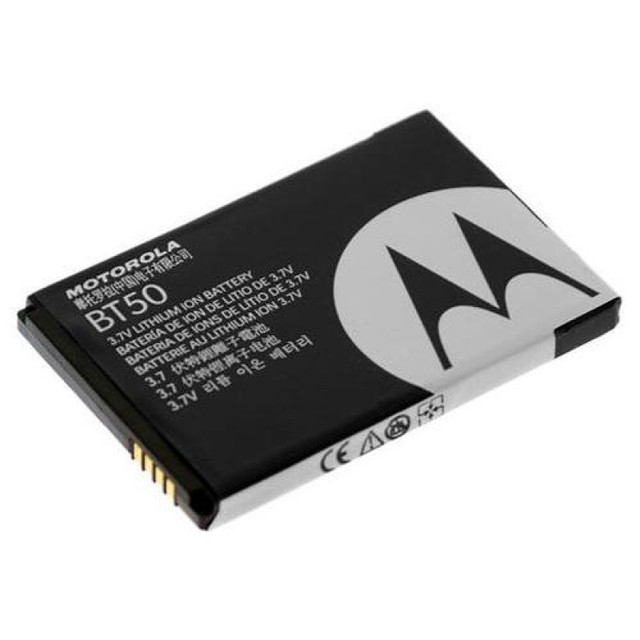 MOTOROLA
摩托罗拉(中国)电子有限公司
BT50
3.7V LITHIUM ION BATTERY
BATERIA DE ION DE LITIO DE 3.7V
BATERIA DE IONS DE LITIO DE 3.7V
BATTERIE AU LITHIUM ION 3.7V
3.7 伏特鋰離子電池
3.7 伏特锂离子电池
3.7V 리튬 이온 배터리
CE